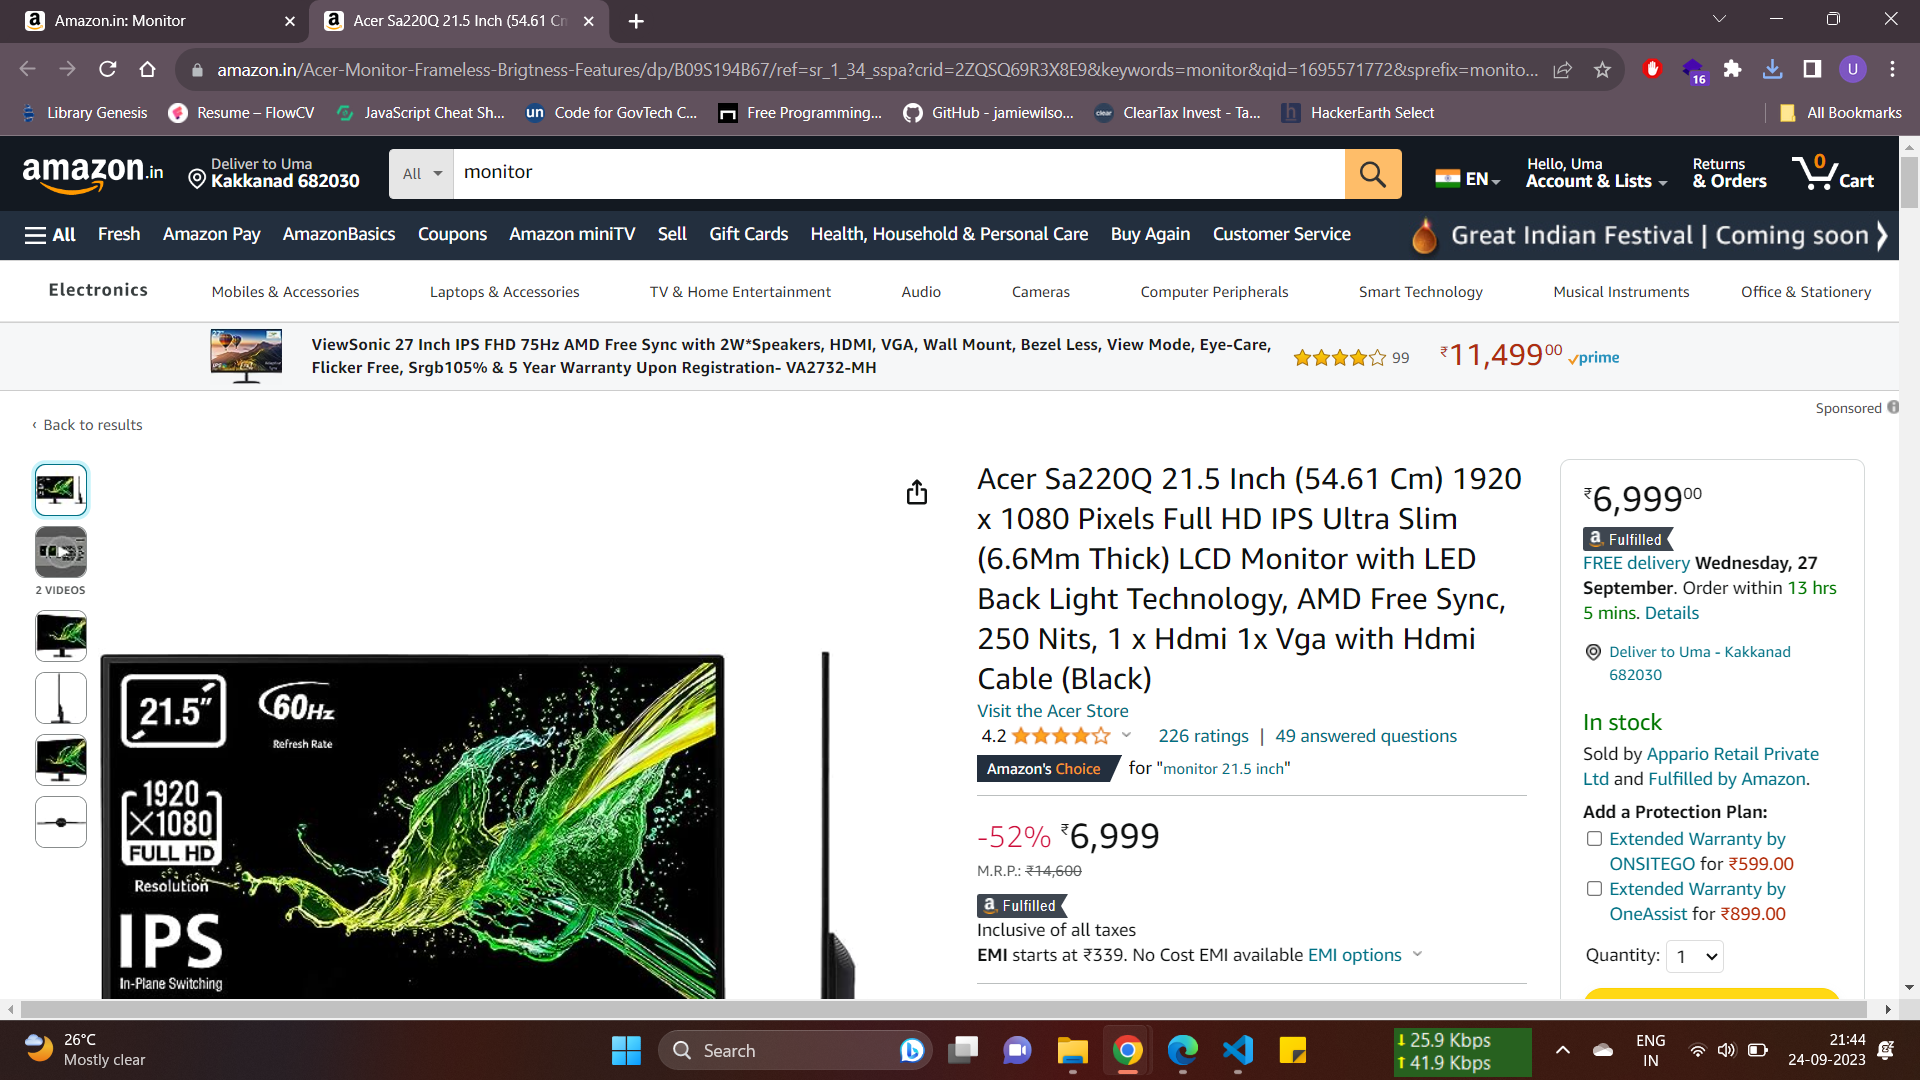 Amazon.in: Monitor
Acer Sa220Q 21.5 Inch (54.61 Cm
amazon.in/Acer-Monitor-Frameless-Brigtness-Features/dp/B09S194B67/ref=sr_1_34_sspa?crid=2ZQSQ69R3X8E9&keywords=monitor&qid=1695571772&sprefix=monito...
16
U
Library Genesis
Resume – FlowCV
JavaScript Cheat Sh...
un Code for GovTech C...
Free Programming...
GitHub - jamiewilso...
clear ClearTax Invest - Ta...
h HackerEarth Select
All Bookmarks
amazon.in
Deliver to Uma
Kakkanad 682030
All
monitor
EN
Hello, Uma
Account & Lists
Returns
& Orders
0
Cart
All
Fresh
Amazon Pay
AmazonBasics
Coupons
Amazon miniTV
Sell
Gift Cards
Health, Household & Personal Care
Buy Again
Customer Service
Great Indian Festival | Coming soon
Electronics
Mobiles & Accessories
Laptops & Accessories
TV & Home Entertainment
Audio
Cameras
Computer Peripherals
Smart Technology
Musical Instruments
Office & Stationery
27"
ViewSonic 27 Inch IPS FHD 75Hz AMD Free Sync with 2W*Speakers, HDMI, VGA, Wall Mount, Bezel Less, View Mode, Eye-Care,
Flicker Free, Srgb105% & 5 Year Warranty Upon Registration- VA2732-MH
99
₹11,49900
prime
Sponsored
‹ Back to results
2 VIDEOS
21.5"
60Hz
Refresh Rate
1920
×1080
FULL HD
Resolution
IPS
In-Plane Switching
Acer Sa220Q 21.5 Inch (54.61 Cm) 1920
x 1080 Pixels Full HD IPS Ultra Slim
(6.6Mm Thick) LCD Monitor with LED
Back Light Technology, AMD Free Sync,
250 Nits, 1 x Hdmi 1x Vga with Hdmi
Cable (Black)
Visit the Acer Store
4.2
226 ratings | 49 answered questions
Amazon's Choice for "monitor 21.5 inch"
-52% ₹6,999
M.R.P.: ₹14,600
a Fulfilled
Inclusive of all taxes
EMI starts at ₹339. No Cost EMI available EMI options
₹6,99900
a Fulfilled
FREE delivery Wednesday, 27
September. Order within 13 hrs
5 mins. Details
Deliver to Uma - Kakkanad
682030
In stock
Sold by Appario Retail Private
Ltd and Fulfilled by Amazon.
Add a Protection Plan:
Extended Warranty by
ONSITEGO for ₹599.00
Extended Warranty by
OneAssist for ₹899.00
Quantity: 1
26°C
Mostly clear
Search
25.9 Kbps
41.9 Kbps
ENG
IN
21:44
24-09-2023